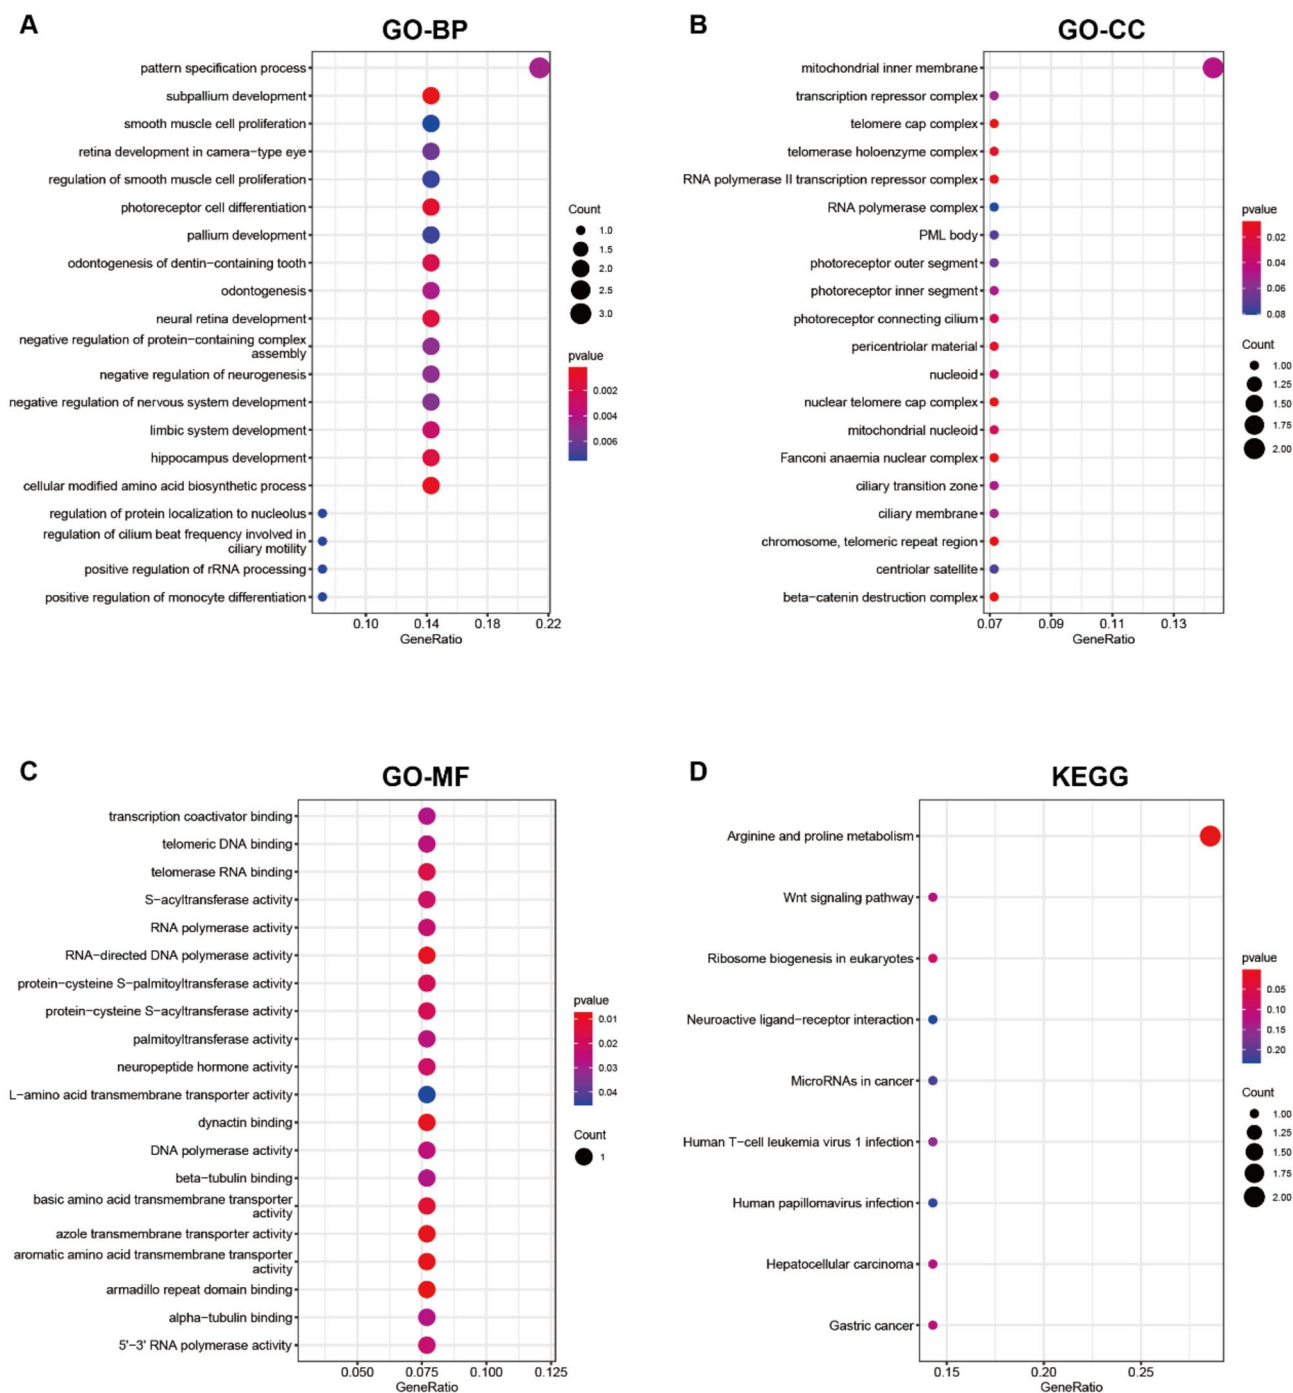 A
GO-BP
pattern specification process
subpallium development
smooth muscle cell proliferation
retina development in camera-type eye
regulation of smooth muscle cell proliferation
photoreceptor cell differentiation
pallium development
odontogenesis of dentin-containing tooth
odontogenesis
neural retina development
negative regulation of protein-containing complex
assembly
negative regulation of neurogenesis
negative regulation of nervous system development
limbic system development
hippocampus development
cellular modified amino acid biosynthetic process
regulation of protein localization to nucleolus
regulation of cilium beat frequency involved in
ciliary motility
positive regulation of rRNA processing
positive regulation of monocyte differentiation
0.10 0.14 0.18 0.22
GeneRatio
Count
1.0
1.5
2.0
2.5
3.0
pvalue
0.002
0.004
0.006
B
GO-CC
mitochondrial inner membrane
transcription repressor complex
telomere cap complex
telomerase holoenzyme complex
RNA polymerase II transcription repressor complex
RNA polymerase complex
PML body
photoreceptor outer segment
photoreceptor inner segment
photoreceptor connecting cilium
pericentriolar material
nucleoid
nuclear telomere cap complex
mitochondrial nucleoid
Fanconi anaemia nuclear complex
ciliary transition zone
ciliary membrane
chromosome, telomeric repeat region
centriolar satellite
beta-catenin destruction complex
0.07 0.09 0.11 0.13
GeneRatio
pvalue
0.02
0.04
0.06
0.08
Count
1.00
1.25
1.50
1.75
2.00
C
GO-MF
transcription coactivator binding
telomeric DNA binding
telomerase RNA binding
S-acyltransferase activity
RNA polymerase activity
RNA-directed DNA polymerase activity
protein-cysteine S-palmitoyltransferase activity
protein-cysteine S-acyltransferase activity
palmitoyltransferase activity
neuropeptide hormone activity
L-amino acid transmembrane transporter activity
dynactin binding
DNA polymerase activity
beta-tubulin binding
basic amino acid transmembrane transporter
activity
azole transmembrane transporter activity
aromatic amino acid transmembrane transporter
activity
armadillo repeat domain binding
alpha-tubulin binding
5'-3' RNA polymerase activity
0.050 0.075 0.100 0.125
GeneRatio
pvalue
0.01
0.02
0.03
0.04
Count
1
D
KEGG
Arginine and proline metabolism
Wnt signaling pathway
Ribosome biogenesis in eukaryotes
Neuroactive ligand-receptor interaction
MicroRNAs in cancer
Human T-cell leukemia virus 1 infection
Human papillomavirus infection
Hepatocellular carcinoma
Gastric cancer
0.15 0.20 0.25
GeneRatio
pvalue
0.05
0.10
0.15
0.20
Count
1.00
1.25
1.50
1.75
2.00